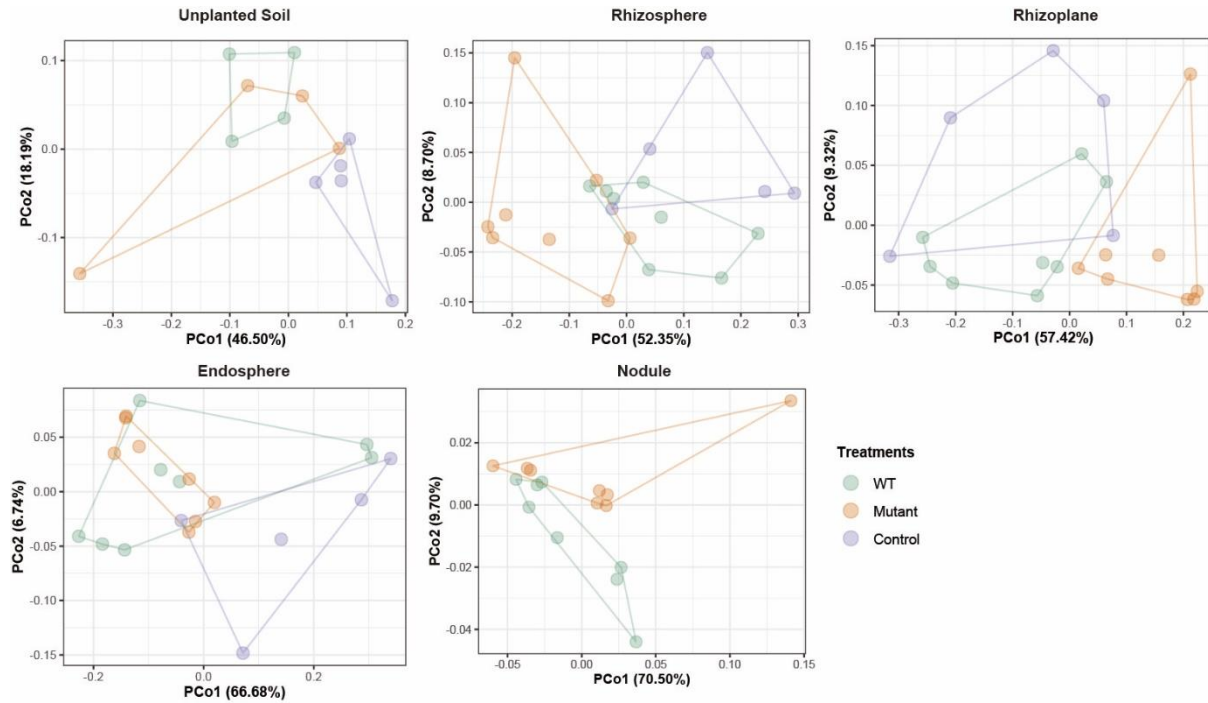 Unplanted Soil
0.1
0.0
-0.1
PCo2 (18.19%)
-0.3
-0.2
-0.1
0.0
0.1
0.2
PCo1 (46.50%)
Rhizosphere
0.15
0.10
0.05
0.00
-0.05
-0.10
PCo2 (8.70%)
-0.2
-0.1
0.0
0.1
0.2
0.3
PCo1 (52.35%)
Rhizoplane
0.15
0.10
0.05
0.00
-0.05
PCo2 (9.32%)
-0.3
-0.2
-0.1
0.0
0.1
0.2
PCo1 (57.42%)
Endosphere
0.05
0.00
-0.05
-0.10
-0.15
PCo2 (6.74%)
-0.2
0.0
0.2
PCo1 (66.68%)
Nodule
0.02
0.00
-0.02
-0.04
PCo2 (9.70%)
-0.05
0.00
0.05
0.10
0.15
PCo1 (70.50%)
Treatments
WT
Mutant
Control